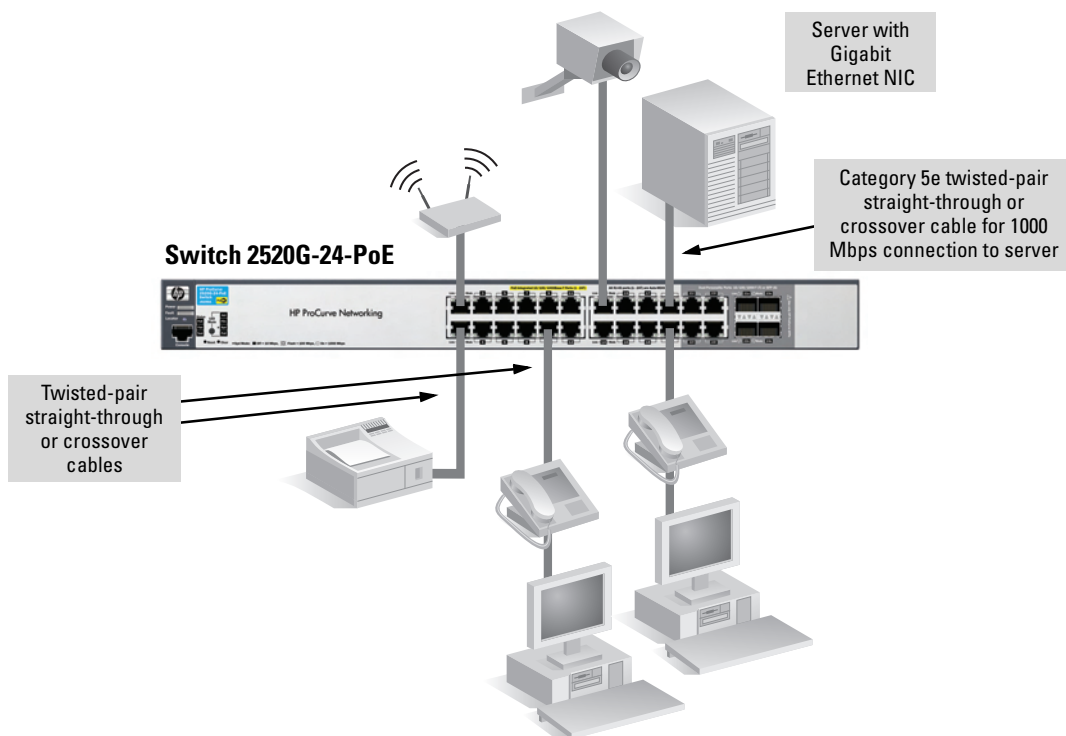 Server with
Gigabit
Ethernet NIC
Category 5e twisted-pair
straight-through or
crossover cable for 1000
Mbps connection to server
Switch 2520G-24-PoE
hp
HP ProCurve Networking
Twisted-pair
straight-through
or crossover
cables